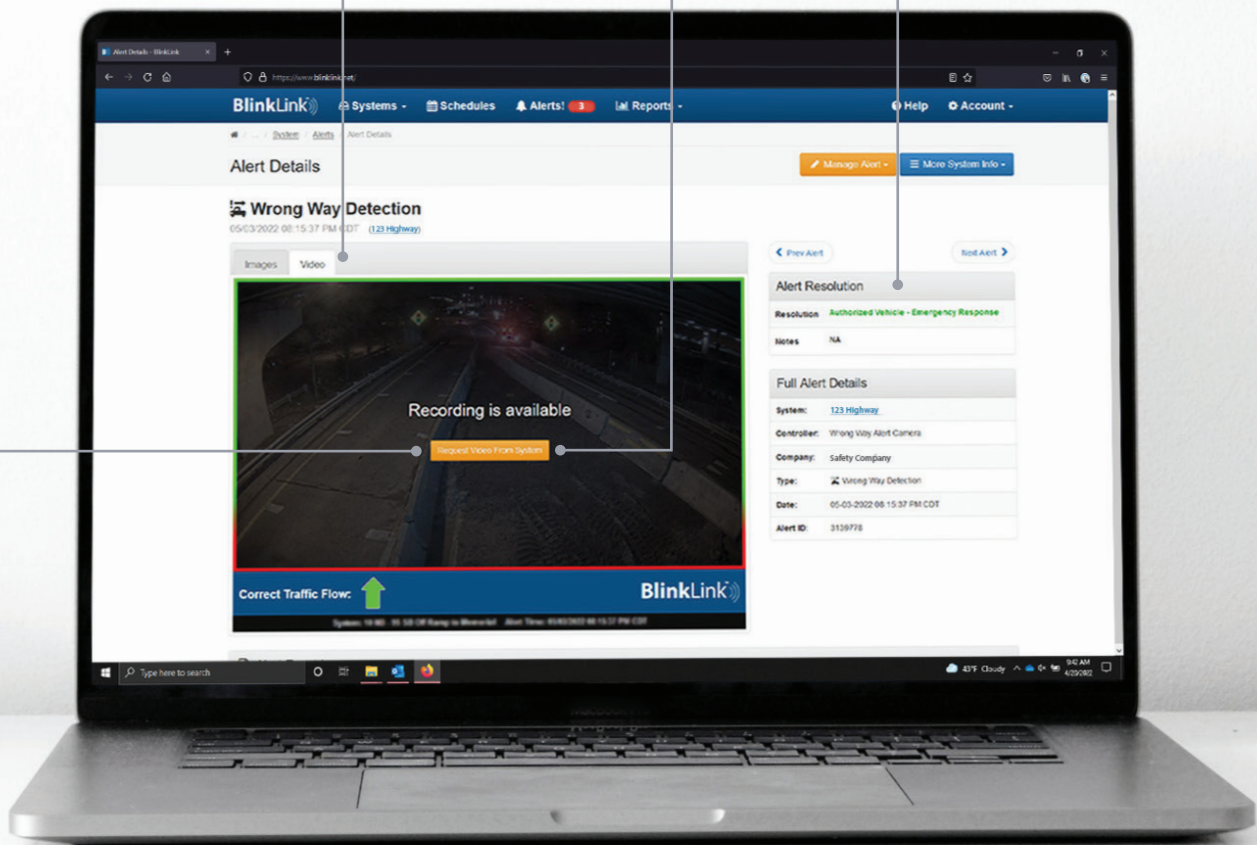 Alert Details - BlinkLink
https://www.blinklink.net/
BlinkLink Systems Schedules Alerts! 3 Reports Help Account
/ ... / System / Alerts / Alert Details
Alert Details
Manage Alert More System Info
Wrong Way Detection
05/03/2022 08:15:37 PM CDT (123 Highway)
Images Video
Prev Alert Next Alert
Recording is available
Request Video From System
Correct Traffic Flow:
BlinkLink
Alert Resolution
Resolution Authorized Vehicle - Emergency Response
Notes NA
Full Alert Details
System: 123 Highway
Controller: Wrong Way Alert Camera
Company: Safety Company
Type: Wrong Way Detection
Date: 05-03-2022 08:15:37 PM CDT
Alert ID: 3139778
Type here to search
43°F Cloudy
9:42 AM
4/20/2022